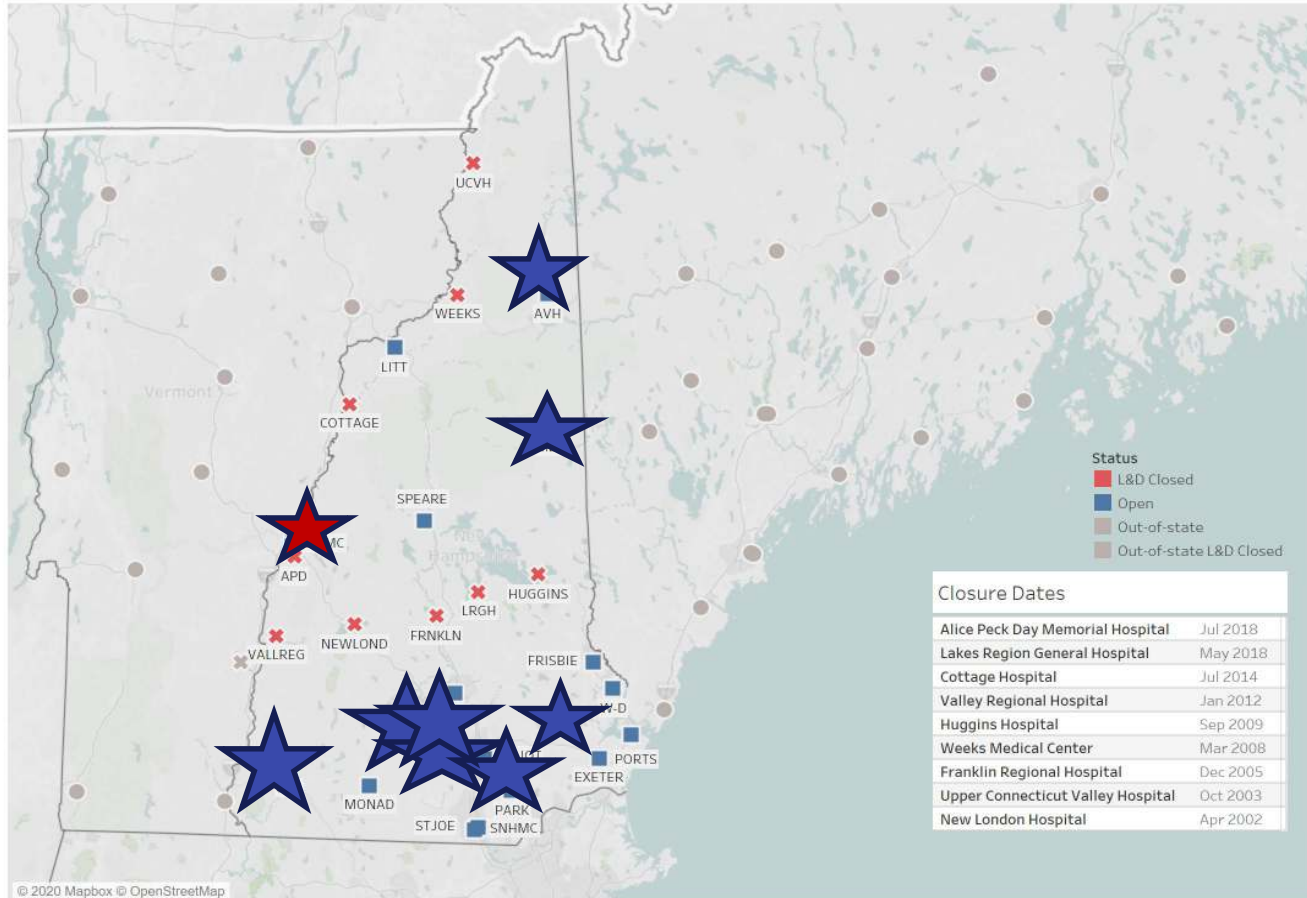 UCVH
WEEKS
AVH
LITT
Vermont
COTTAGE
SPEARE
New
Hampshire
MC
APD
HUGGINS
LRGH
FRNKLN
NEWLOND
VALLREG
FRISBIE
W-D
PORTS
EXETER
MONAD
PARK
STJOE
SNHMC
Status
L&D Closed
Open
Out-of-state
Out-of-state L&D Closed
Closure Dates
Alice Peck Day Memorial Hospital Jul 2018
Lakes Region General Hospital May 2018
Cottage Hospital Jul 2014
Valley Regional Hospital Jan 2012
Huggins Hospital Sep 2009
Weeks Medical Center Mar 2008
Franklin Regional Hospital Dec 2005
Upper Connecticut Valley Hospital Oct 2003
New London Hospital Apr 2002
© 2020 Mapbox © OpenStreetMap